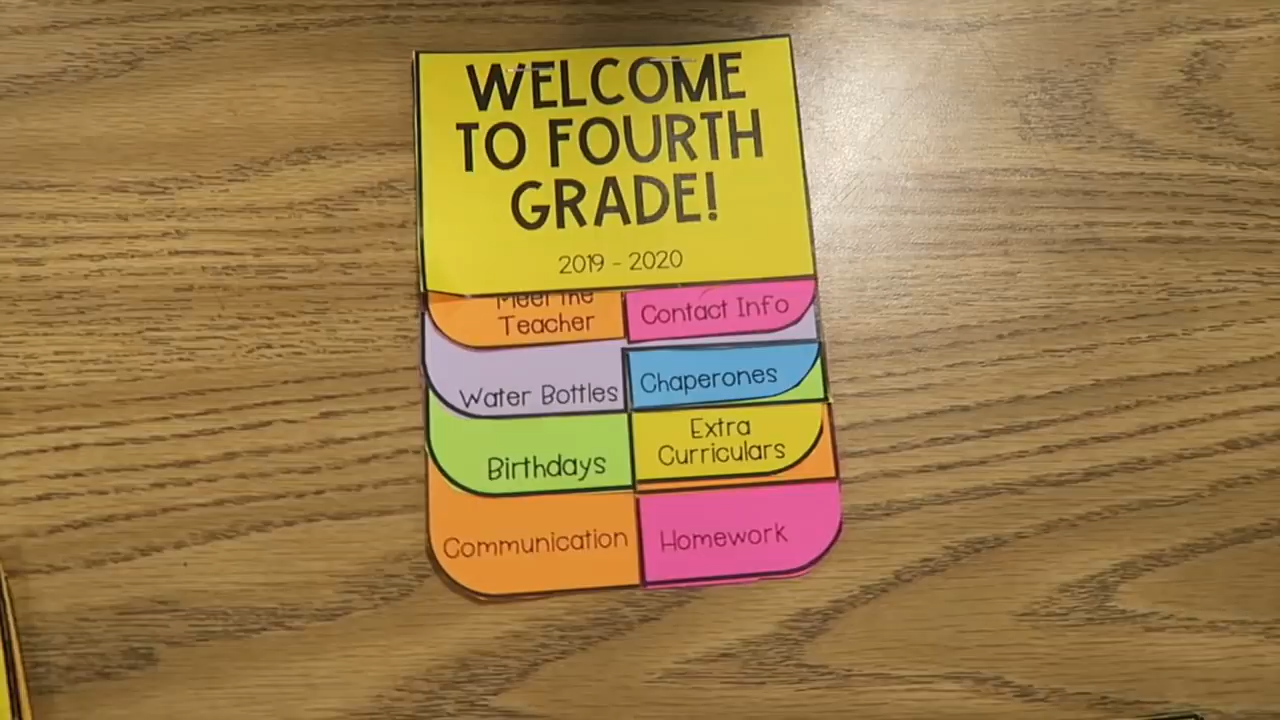 WELCOME
TO FOURTH
GRADE!
2019 - 2020
Meet the
Teacher
Contact Info
Water Bottles
Chaperones
Birthdays
Extra
Curriculars
Communication
Homework